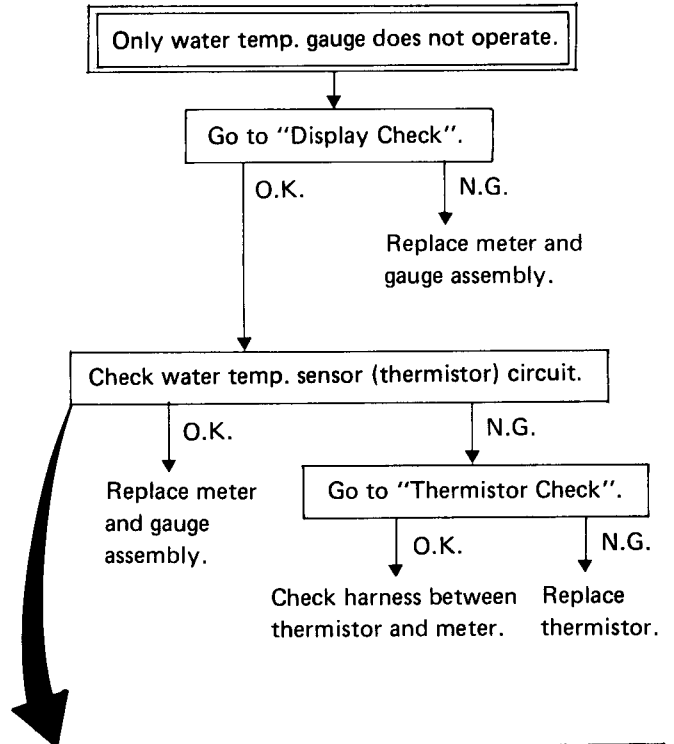 Only water temp. gauge does not operate.
Go to "Display Check".
O.K.
N.G.
Replace meter and
gauge assembly.
Check water temp. sensor (thermistor) circuit.
O.K.
N.G.
Replace meter
and gauge
assembly.
Go to "Thermistor Check".
O.K.
N.G.
Check harness between
thermistor and meter.
Replace
thermistor.